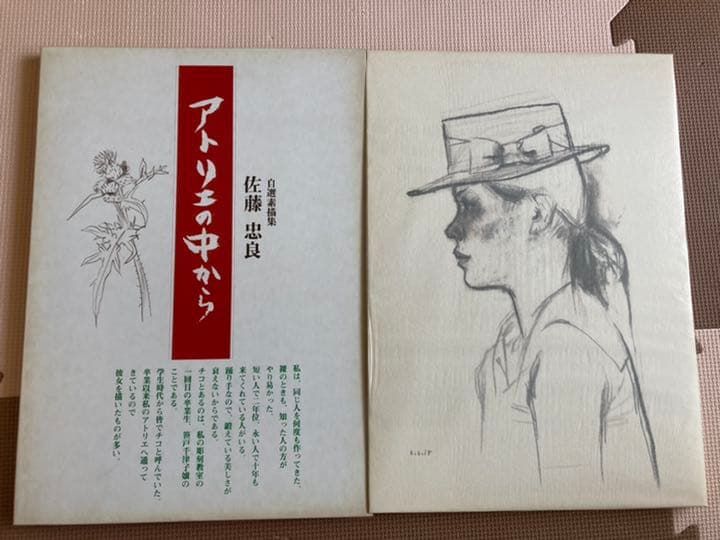 アトリエの中から
自選素描集
佐藤 忠良
私は、同じ人を何度も作ってきた。
裸のときも、知った人の方が
やり易かった。
短い人で二年位、永い人で十年も
来てくれている人がいる。
踊り手なので、鍛えている美しさが
衰えないからである。
チコとあるのは、私の彫刻教室の
一回目の卒業生、笹戸千津子嬢の
ことである。
学生時代から皆でチコと呼んでいた。
卒業以来私のアトリエへ通って
きているので
彼女を描いたものが多い。